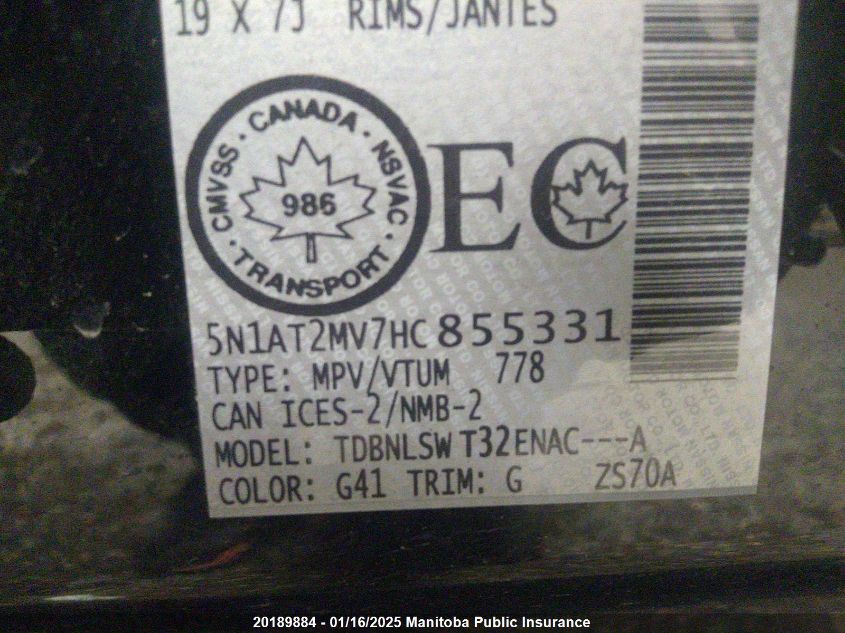 19 X 7J RIMS/JANTES
CMVSS · CANADA · NSVAC · TRANSPORT ·
986
EC
5N1AT2MV7HC855331
TYPE: MPV/VTUM 778
CAN ICES-2/NMB-2
MODEL: TDBNLSW T32ENAC---A
COLOR: G41 TRIM: G ZS70A
20189884 - 01/16/2025 Manitoba Public Insurance